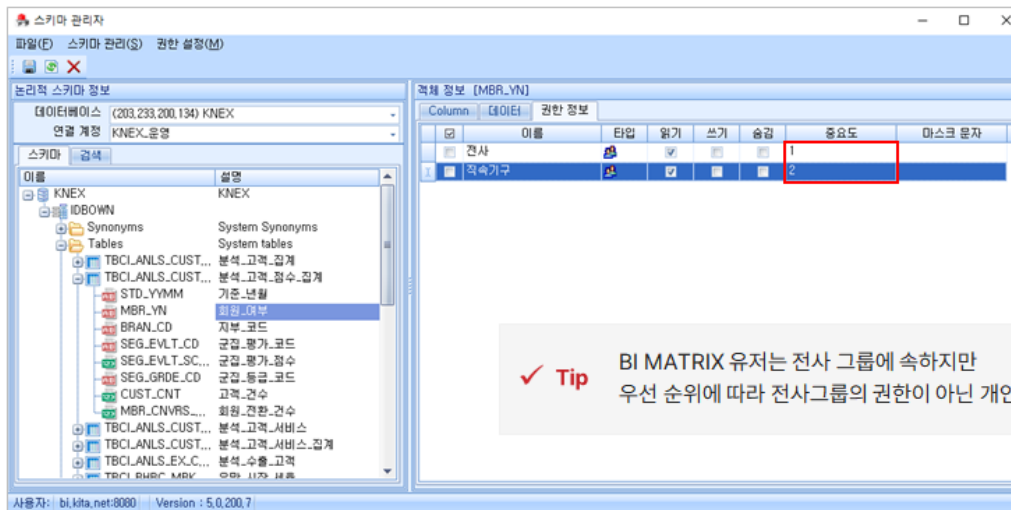 스키마 관리자
파일(F) 스키마 관리(S) 권한 설정(M)
논리적 스키마 정보
데이터베이스 (203,233,200,134) KNEX
연결 계정 KNEX_운영
스키마 검색
이름 설명
KNEX KNEX
IDBOWN
Synonyms System Synonyms
Tables System tables
TBCI_ANLS_CUST... 분석_고객_집계
TBCI_ANLS_CUST... 분석_고객_점수_집계
STD_YYMM 기준_년월
MBR_YN 회원_여부
BRAN_CD 지부_코드
SEG_EVLT_CD 군집_평가_코드
SEG_EVLT_SC... 군집_평가_점수
SEG_GRDE_CD 군집_등급_코드
CUST_CNT 고객_건수
MBR_CNVRS_... 회원_전환_건수
TBCI_ANLS_CUST... 분석_고객_서비스
TBCI_ANLS_CUST... 분석_고객_서비스_집계
TBCI_ANLS_EX_C... 분석_수출_고객
객체 정보 [MBR_YN]
Column 데이터 권한 정보
이름 타입 읽기 쓰기 숨김 중요도 마스크 문자
전사 1
직속기구 2
Tip
BI MATRIX 유저는 전사 그룹에 속하지만
우선 순위에 따라 전사그룹의 권한이 아닌 개인
사용자: bi.kita.net:8080 Version : 5,0,200,7